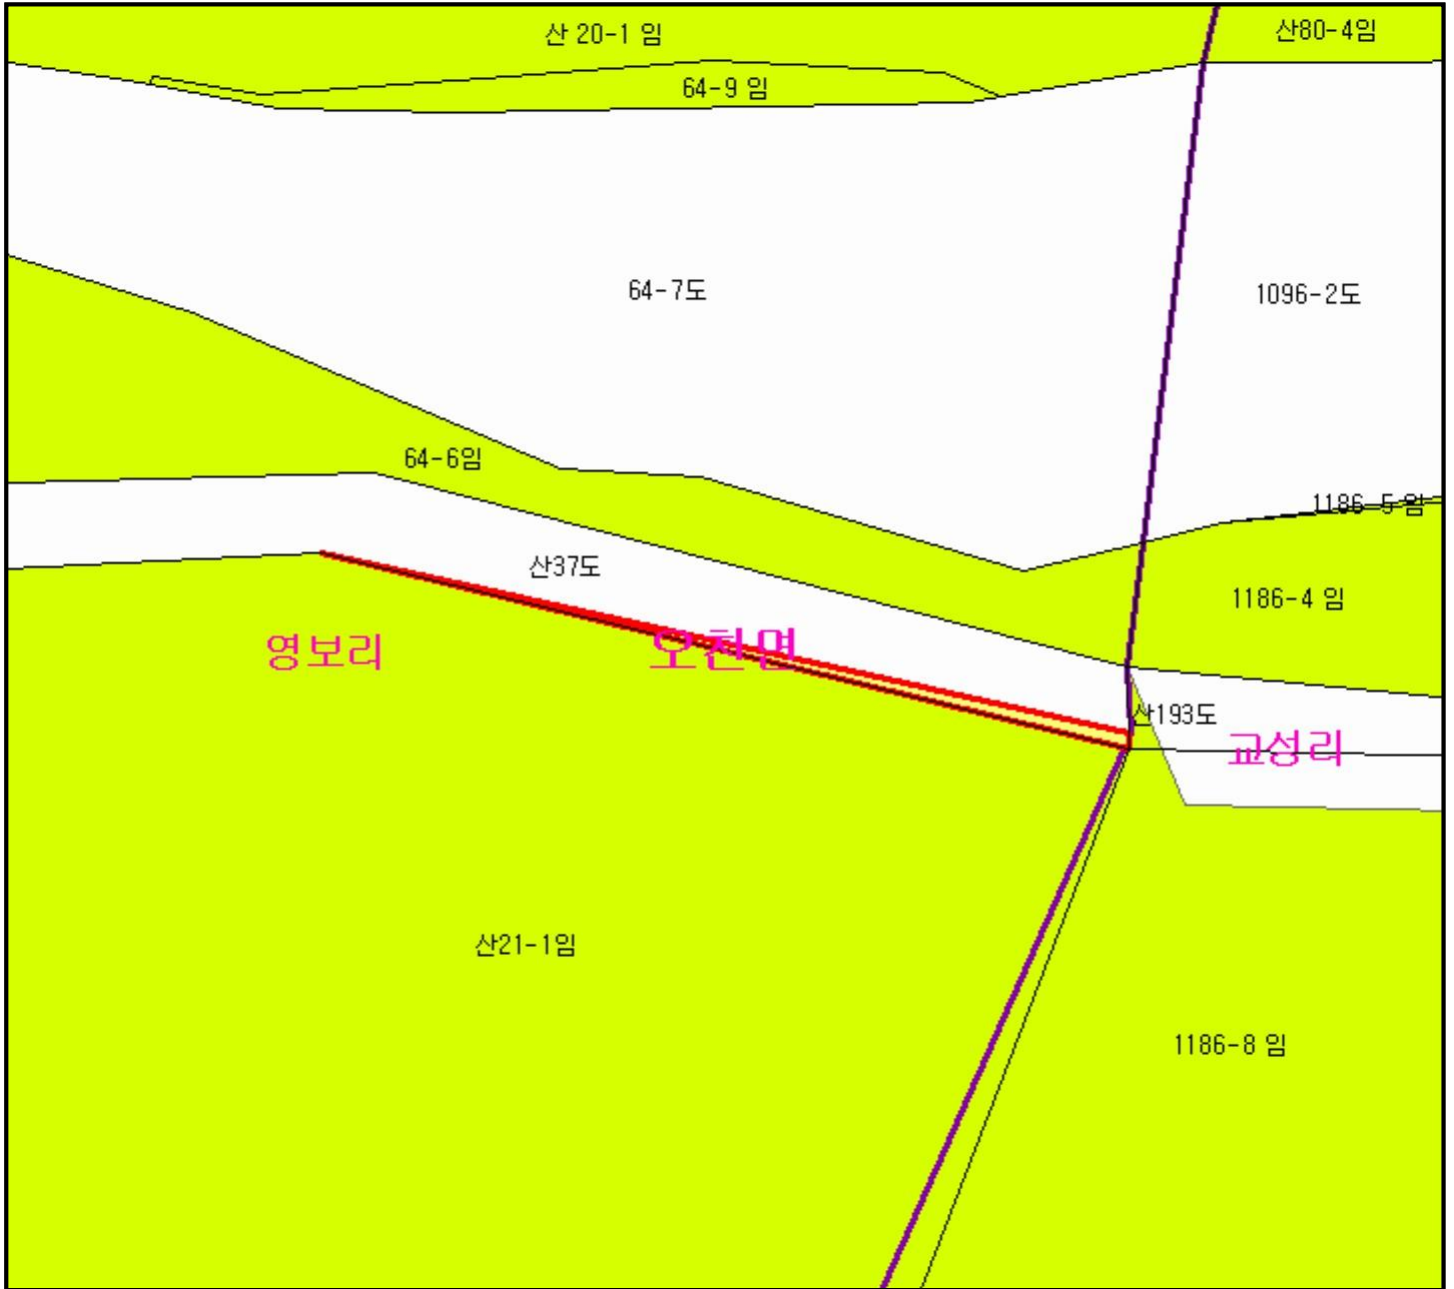 산 20-1 임
산80-4임
64-9 임
64-7도
1096-2도
64-6임
1186-5 임
산37도
1186-4 임
영보리
오천면
산193도
교성리
산21-1임
1186-8 임